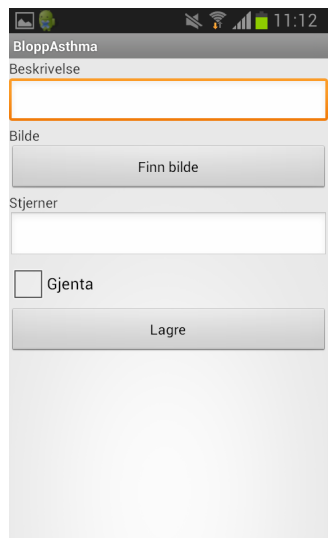 11:12
BloppAsthma
Beskrivelse
Bilde
Finn bilde
Stjerner
Gjenta
Lagre